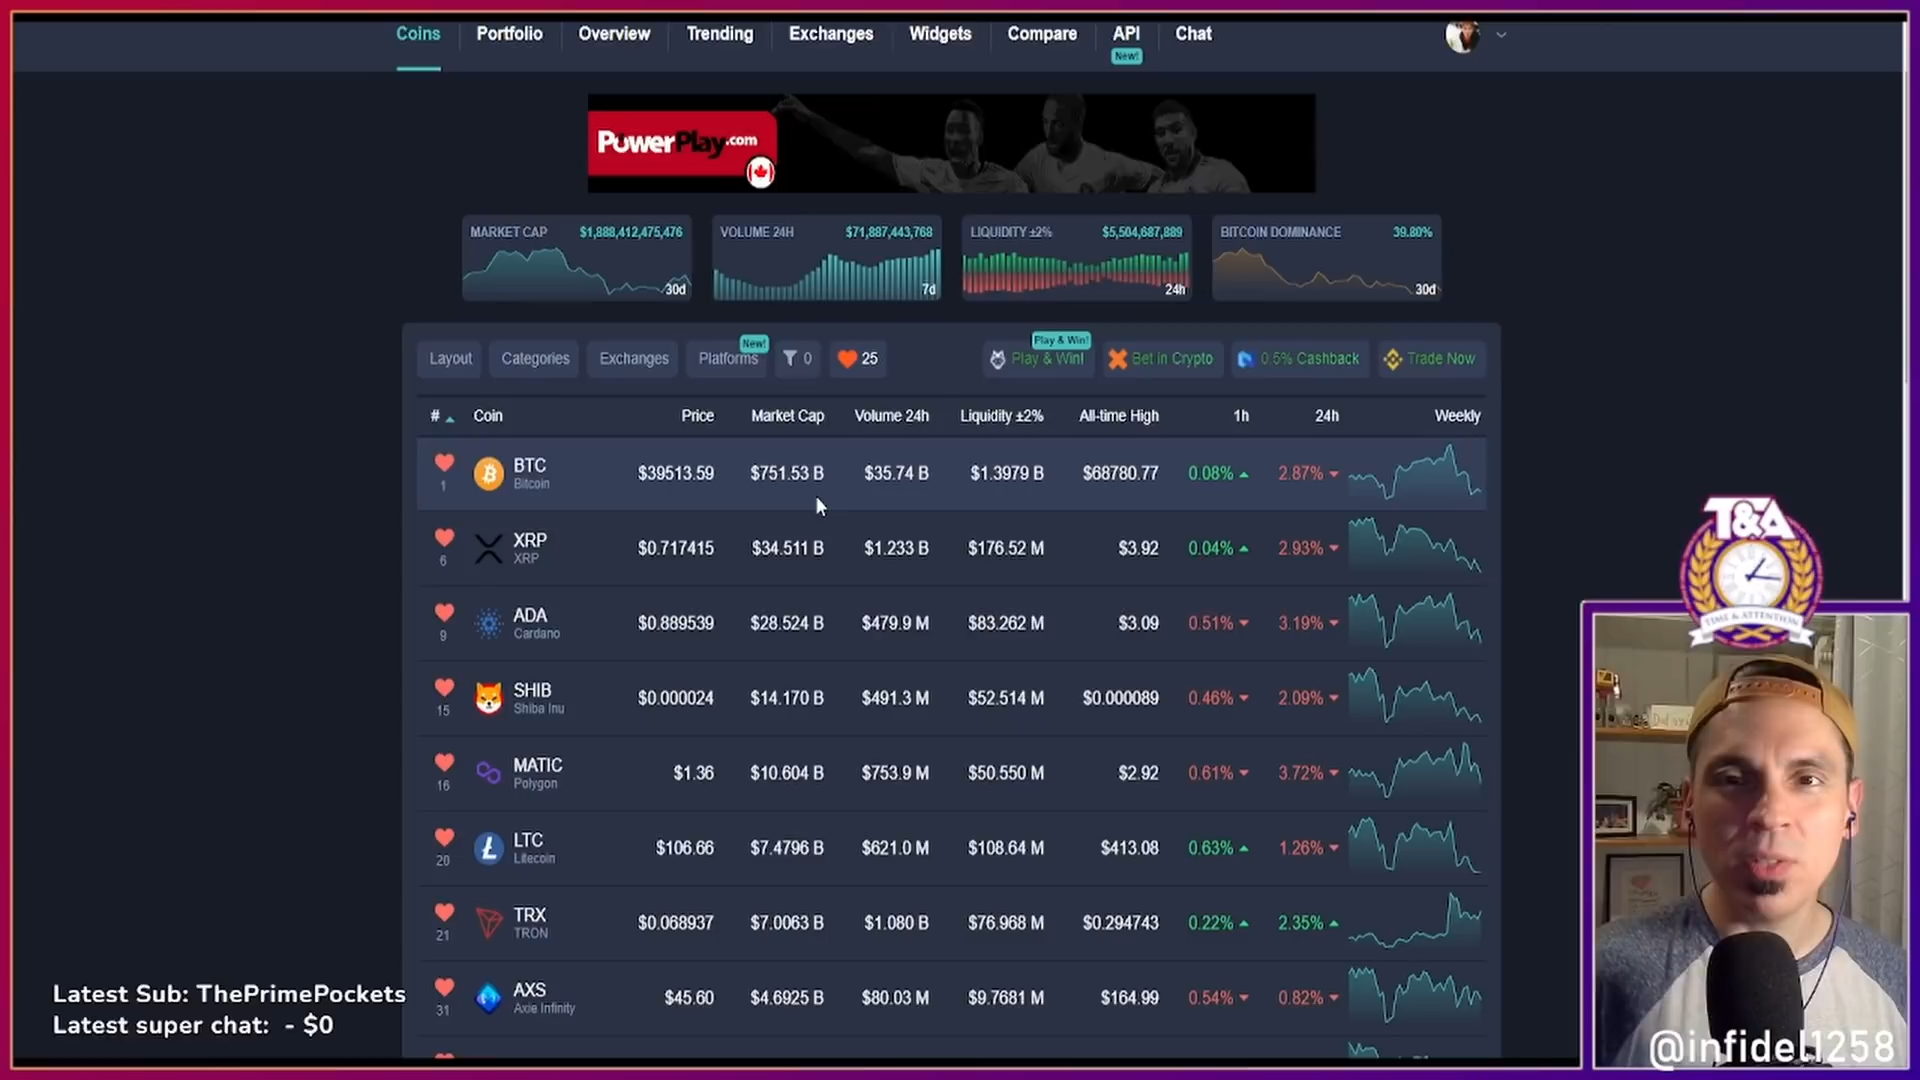 Coins Portfolio Overview Trending Exchanges Widgets Compare API Chat
New!
PowerPlay.com
MARKET CAP $1,888,412,475,476
30d
VOLUME 24H $71,887,443,768
7d
LIQUIDITY ±2% $5,504,687,889
24h
BITCOIN DOMINANCE 39.80%
30d
Layout Categories Exchanges Platforms New! 0 25
Play & Win!
Play & Win! Bet in Crypto 0.5% Cashback Trade Now
# Coin Price Market Cap Volume 24h Liquidity ±2% All-time High 1h 24h Weekly
1 BTC Bitcoin $39513.59 $751.53 B $35.74 B $1.3979 B $68780.77 0.08% 2.87%
6 XRP XRP $0.717415 $34.511 B $1.233 B $176.52 M $3.92 0.04% 2.93%
9 ADA Cardano $0.889539 $28.524 B $479.9 M $83.262 M $3.09 0.51% 3.19%
15 SHIB Shiba Inu $0.000024 $14.170 B $491.3 M $52.514 M $0.000089 0.46% 2.09%
16 MATIC Polygon $1.36 $10.604 B $753.9 M $50.550 M $2.92 0.61% 3.72%
20 LTC Litecoin $106.66 $7.4796 B $621.0 M $108.64 M $413.08 0.63% 1.26%
21 TRX TRON $0.068937 $7.0063 B $1.080 B $76.968 M $0.294743 0.22% 2.35%
31 AXS Axie Infinity $45.60 $4.6925 B $80.03 M $9.7681 M $164.99 0.54% 0.82%
T&A
TIME & ATTENTION
Latest Sub: ThePrimePockets
Latest super chat: - $0
@infidel1258